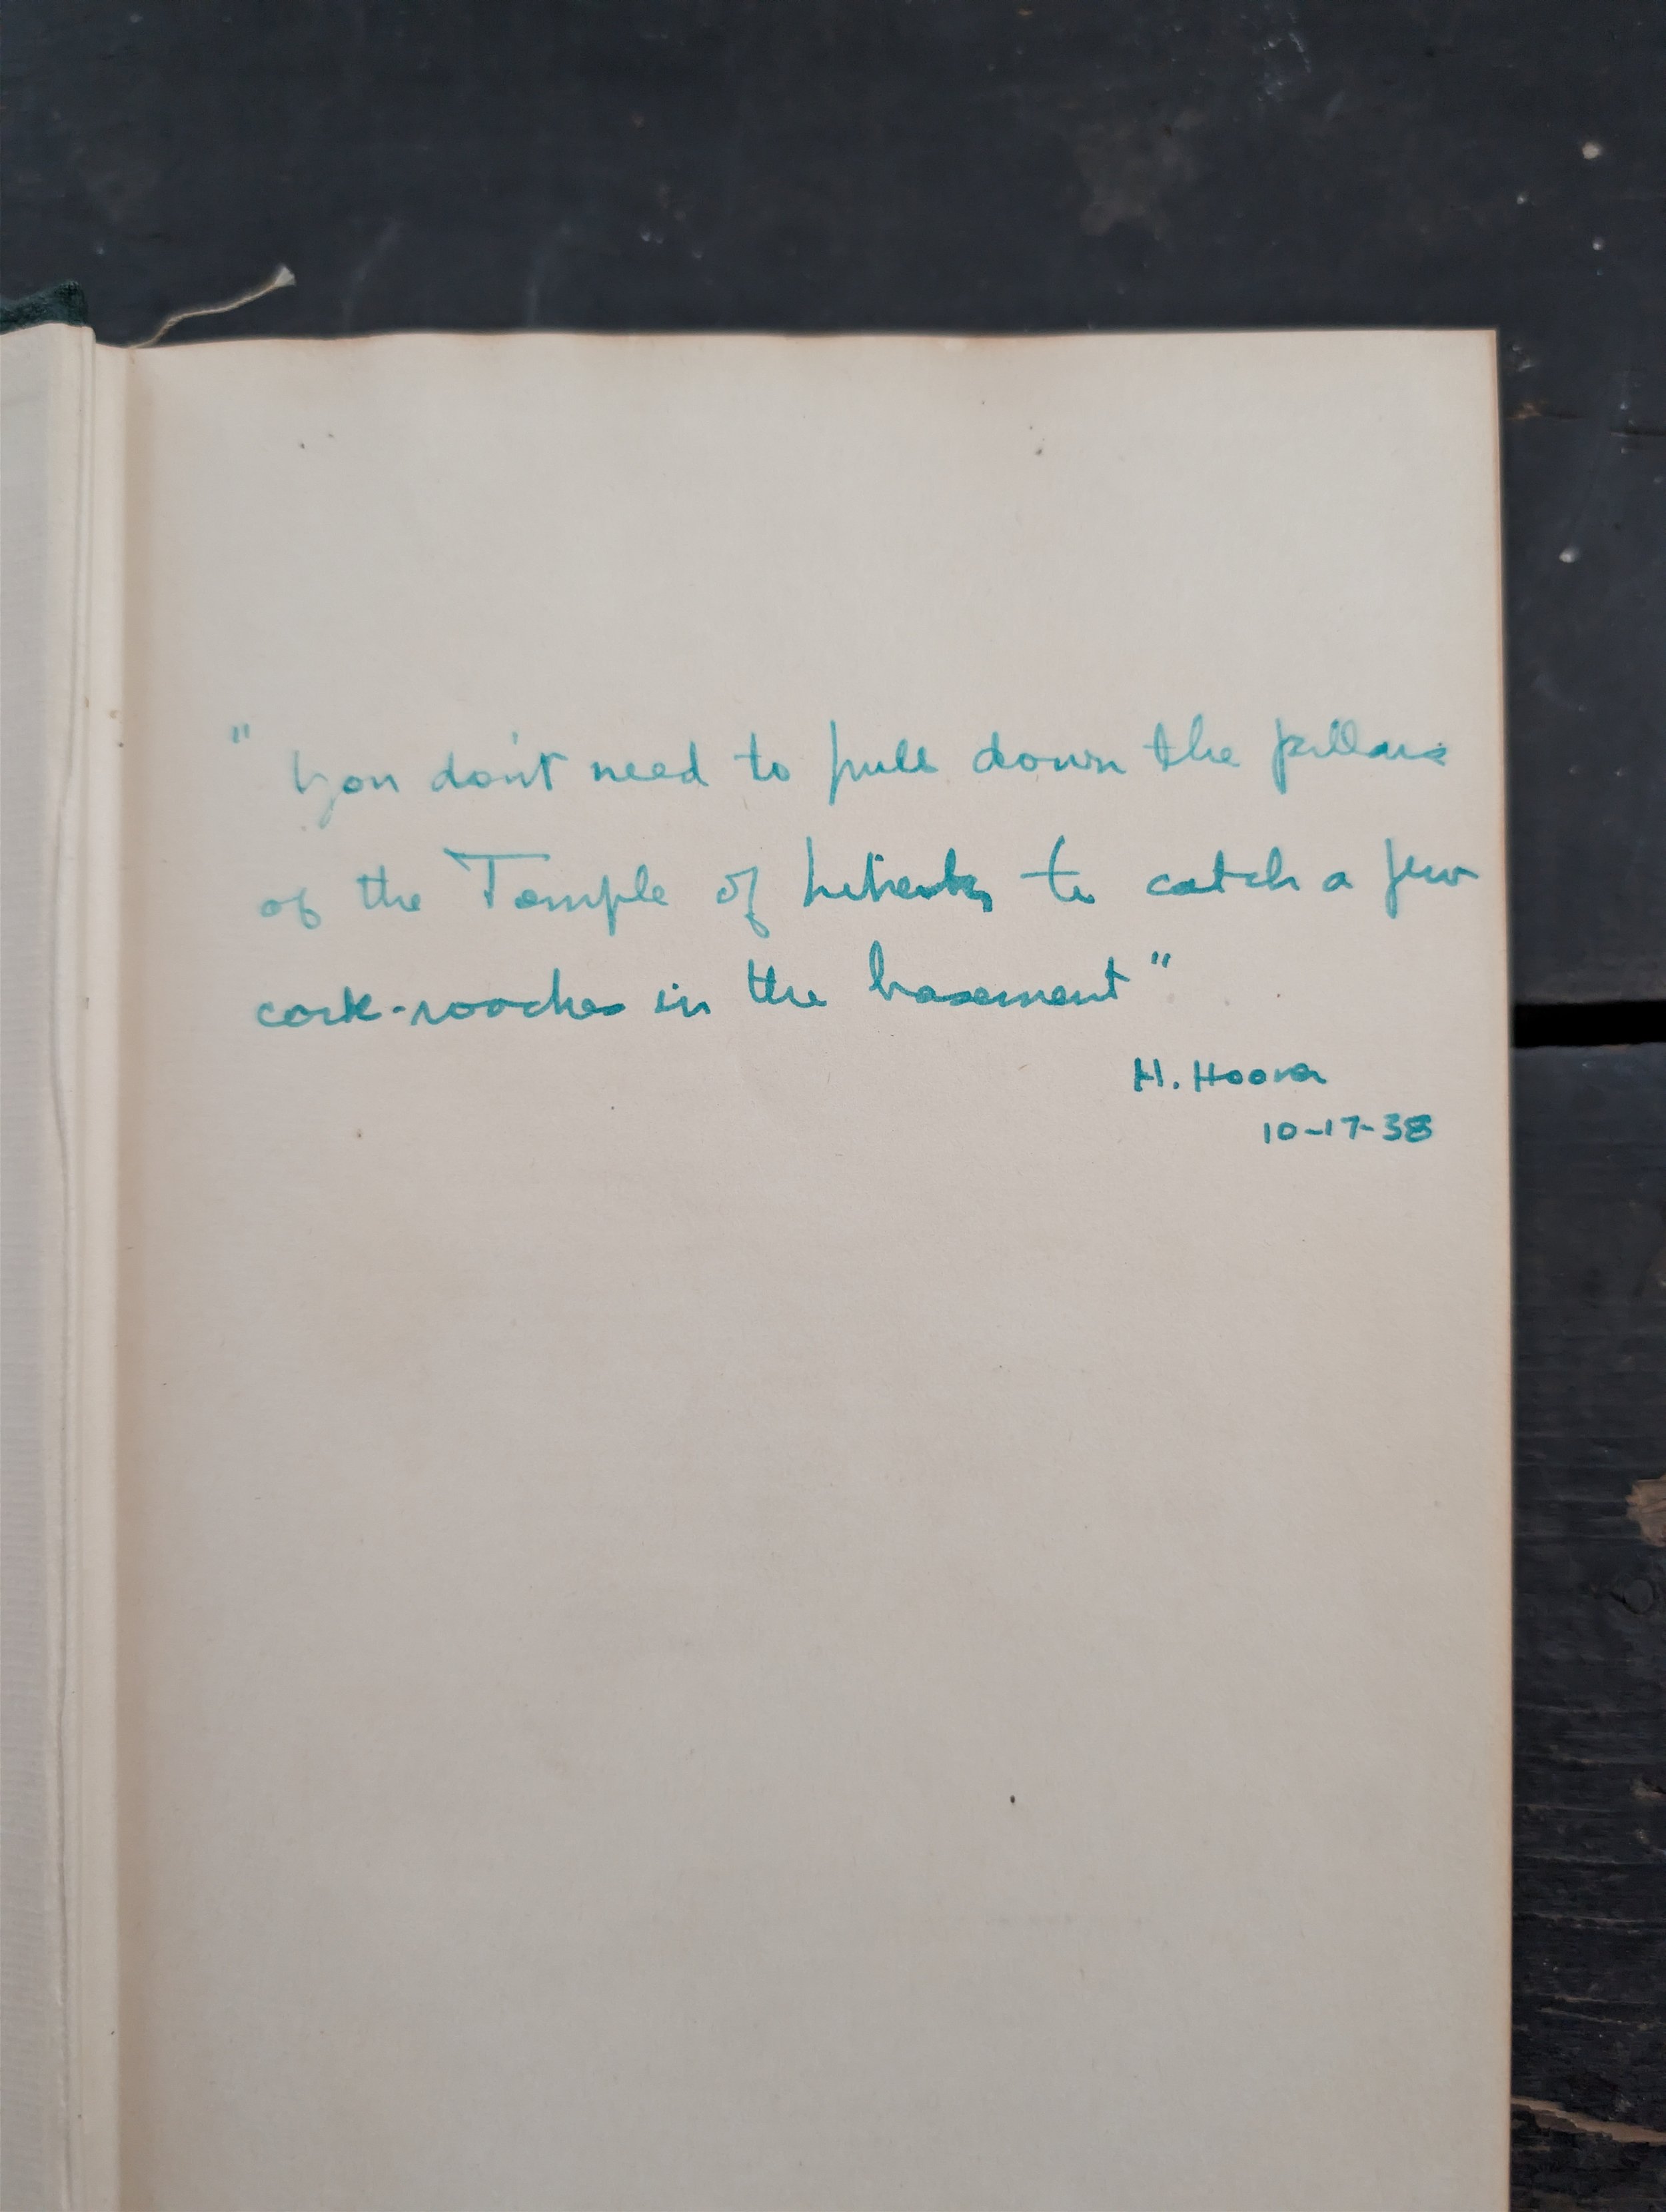 "You don't need to pull down the pillars
of the Temple of Liberty to catch a few
cock-roaches in the basement"
H. Hoover
10-17-38